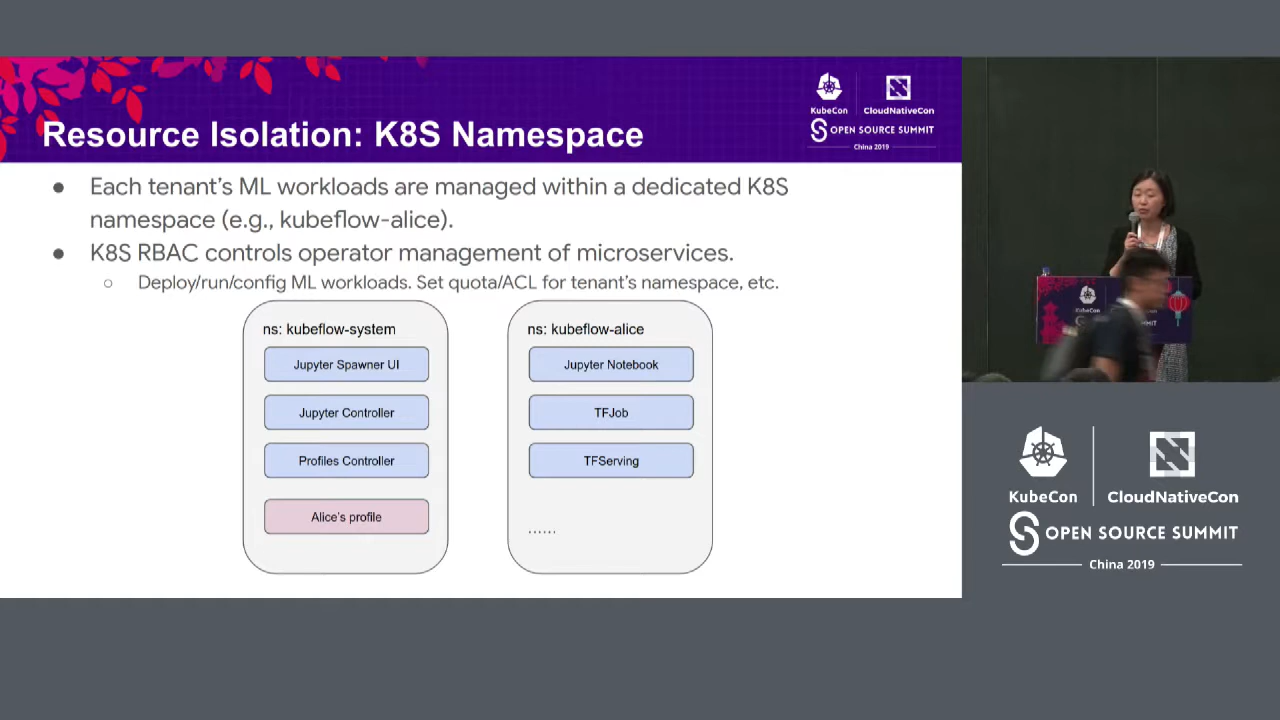 Resource Isolation: K8S Namespace
KubeCon
CloudNativeCon
OPEN SOURCE SUMMIT
China 2019
● Each tenant's ML workloads are managed within a dedicated K8S
namespace (e.g., kubeflow-alice).
● K8S RBAC controls operator management of microservices.
○ Deploy/run/config ML workloads. Set quota/ACL for tenant's namespace, etc.
ns: kubeflow-system
Jupyter Spawner UI
Jupyter Controller
Profiles Controller
Alice's profile
ns: kubeflow-alice
Jupyter Notebook
TFJob
TFServing
......
KubeCon
SUMMIT
KubeCon
CloudNativeCon
OPEN SOURCE SUMMIT
China 2019